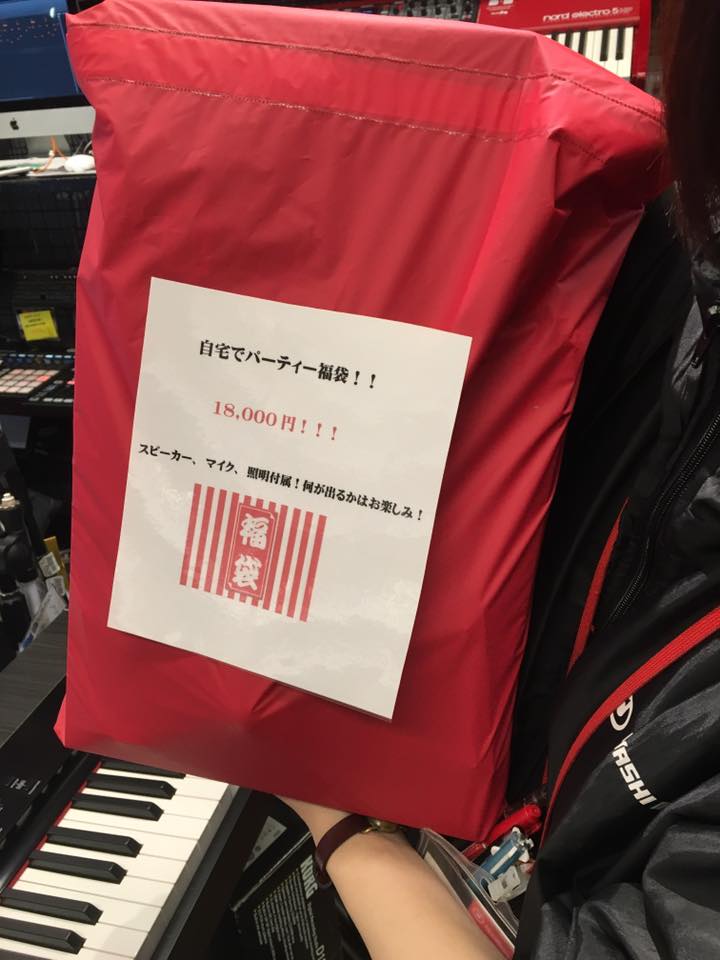 nord electro 5
自宅でパーティー福袋！！
18,000円！！！
スピーカー、マイク、照明付属！何が出るかはお楽しみ！
福袋
KORG